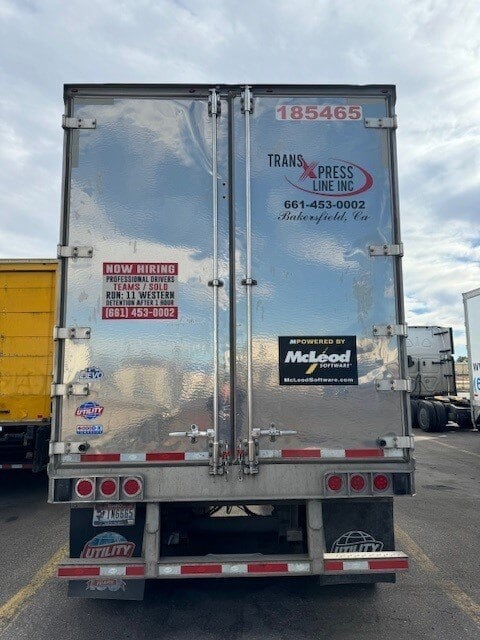 185465
TRANS XPRESS
LINE INC
661-453-0002
Bakersfield, Ca
NOW HIRING
PROFESSIONAL DRIVERS
TEAMS / SOLO
RUN: 11 WESTERN
DETENTION AFTER 1 HOUR
(661) 453-0002
MPOWERED BY
McLeod
SOFTWARE
McLeodSoftware.com
UTILITY
UTILITY
UTILITY